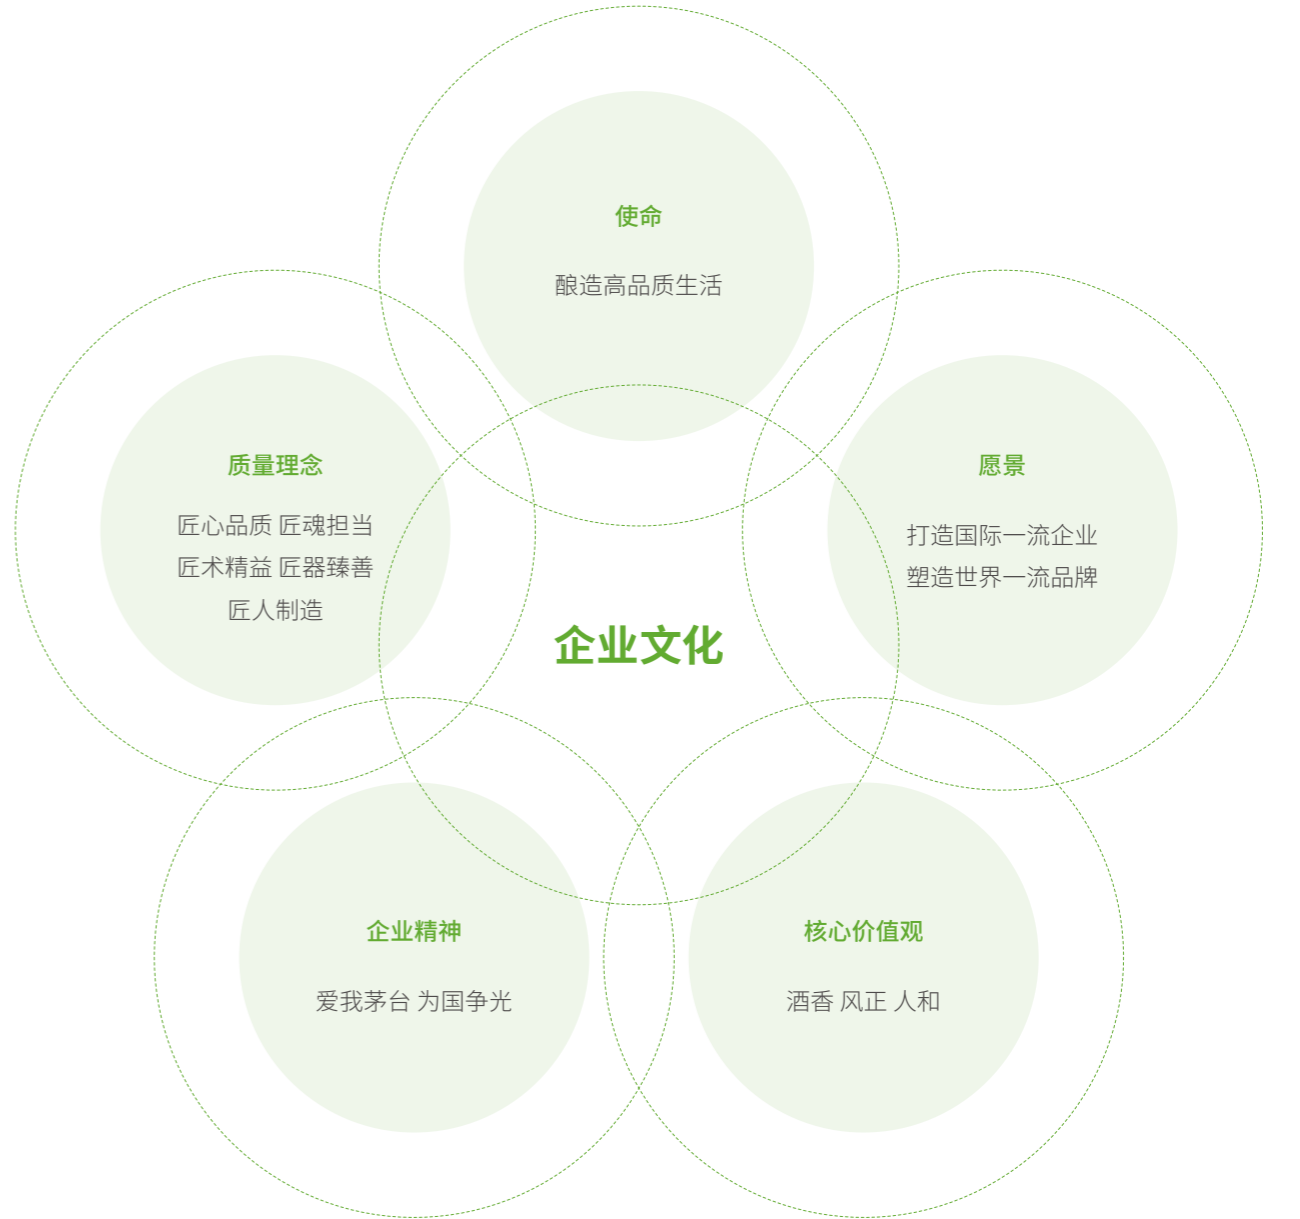 使命
酿造高品质生活
质量理念
匠心品质 匠魂担当
匠术精益 匠器臻善
匠人制造
愿景
打造国际一流企业
塑造世界一流品牌
企业文化
企业精神
爱我茅台 为国争光
核心价值观
酒香 风正 人和